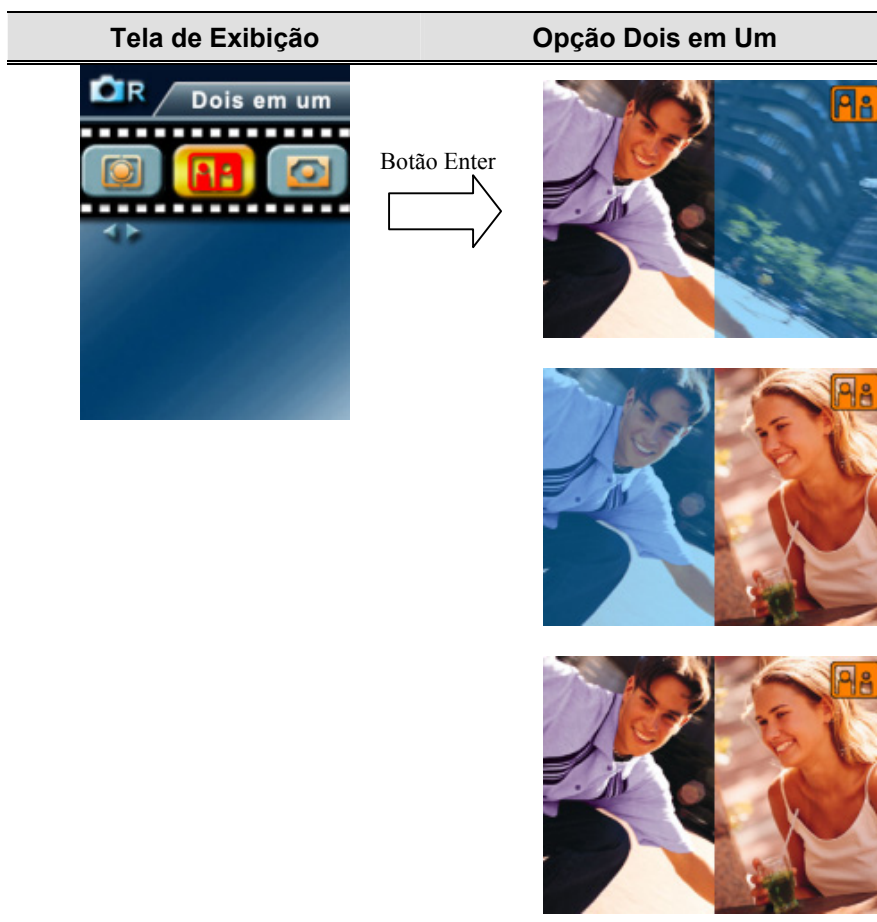 Tela de Exibição
Opção Dois em Um
R
Dois em um
Botão Enter